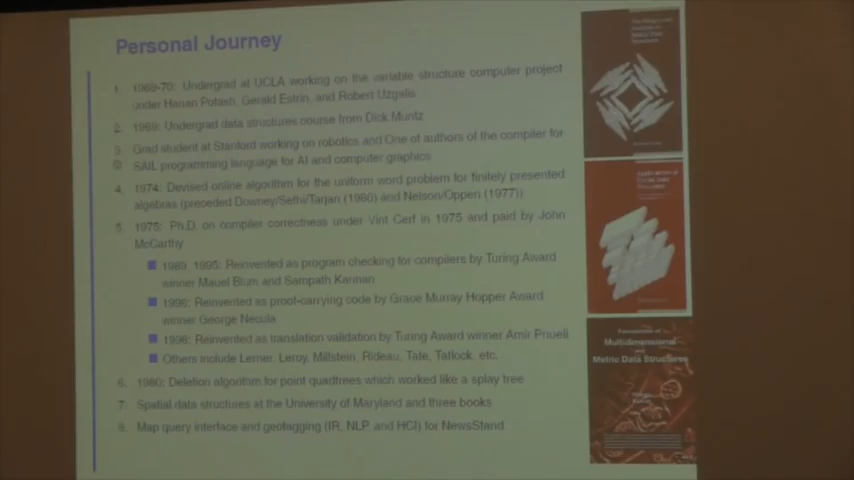 Personal Journey
1. 1969-70: Undergrad at UCLA working on the variable structure computer project
under Hanan Potash, Gerald Estrin, and Robert Uzgalis
2. 1969: Undergrad data structures course from Dick Muntz
3. Grad student at Stanford working on robotics and One of authors of the compiler for
SAIL programming language for AI and computer graphics
4. 1974: Devised online algorithm for the uniform word problem for finitely presented
algebras (preceded Downey/Sethi/Tarjan (1980) and Nelson/Oppen (1977))
5. 1975: Ph.D. on compiler correctness under Vint Cerf in 1975 and paid by John
McCarthy
1989, 1995: Reinvented as program checking for compilers by Turing Award
winner Manuel Blum and Sampath Kannan
1996: Reinvented as proof-carrying code by Grace Murray Hopper Award
winner George Necula
1998: Reinvented as translation validation by Turing Award winner Amir Pnueli
Others include Lerner, Leroy, Millstein, Rideau, Tate, Tatlock, etc.
6. 1980: Deletion algorithm for point quadtrees which worked like a splay tree
7. Spatial data structures at the University of Maryland and three books
8. Map query interface and geotagging (IR, NLP, and HCI) for NewsStand
Foundations of
Multidimensional
and
Metric Data Structures